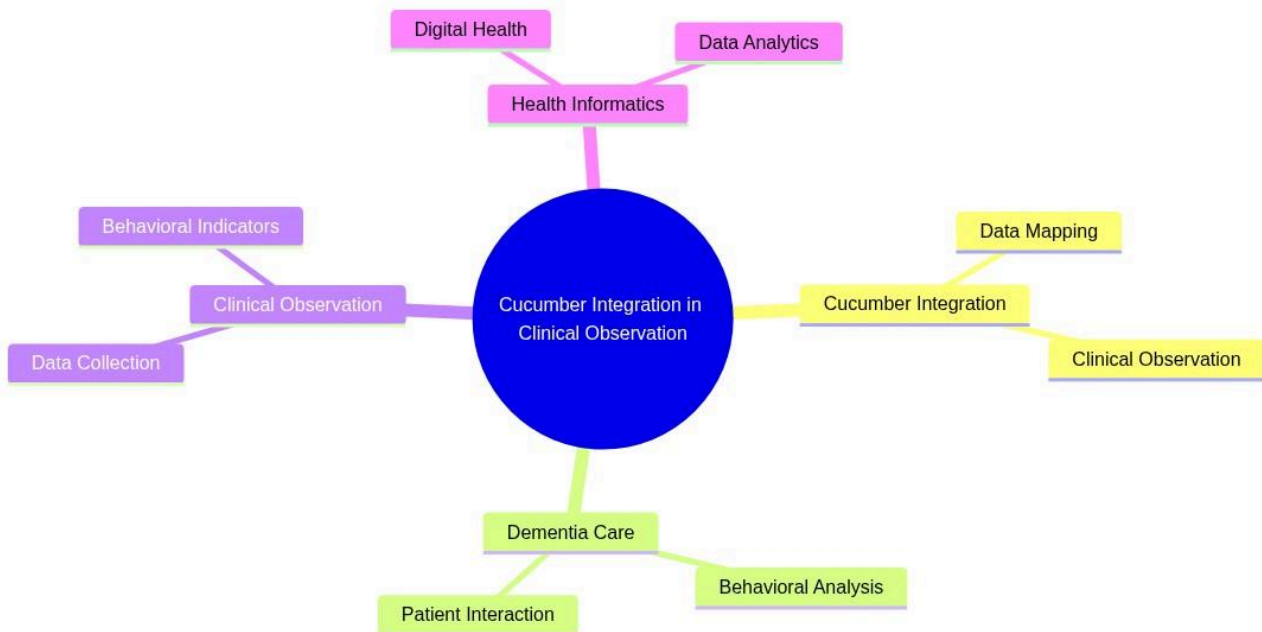 Digital Health
Data Analytics
Health Informatics
Behavioral Indicators
Data Mapping
Clinical Observation
Cucumber Integration in
Clinical Observation
Cucumber Integration
Data Collection
Clinical Observation
Dementia Care
Behavioral Analysis
Patient Interaction